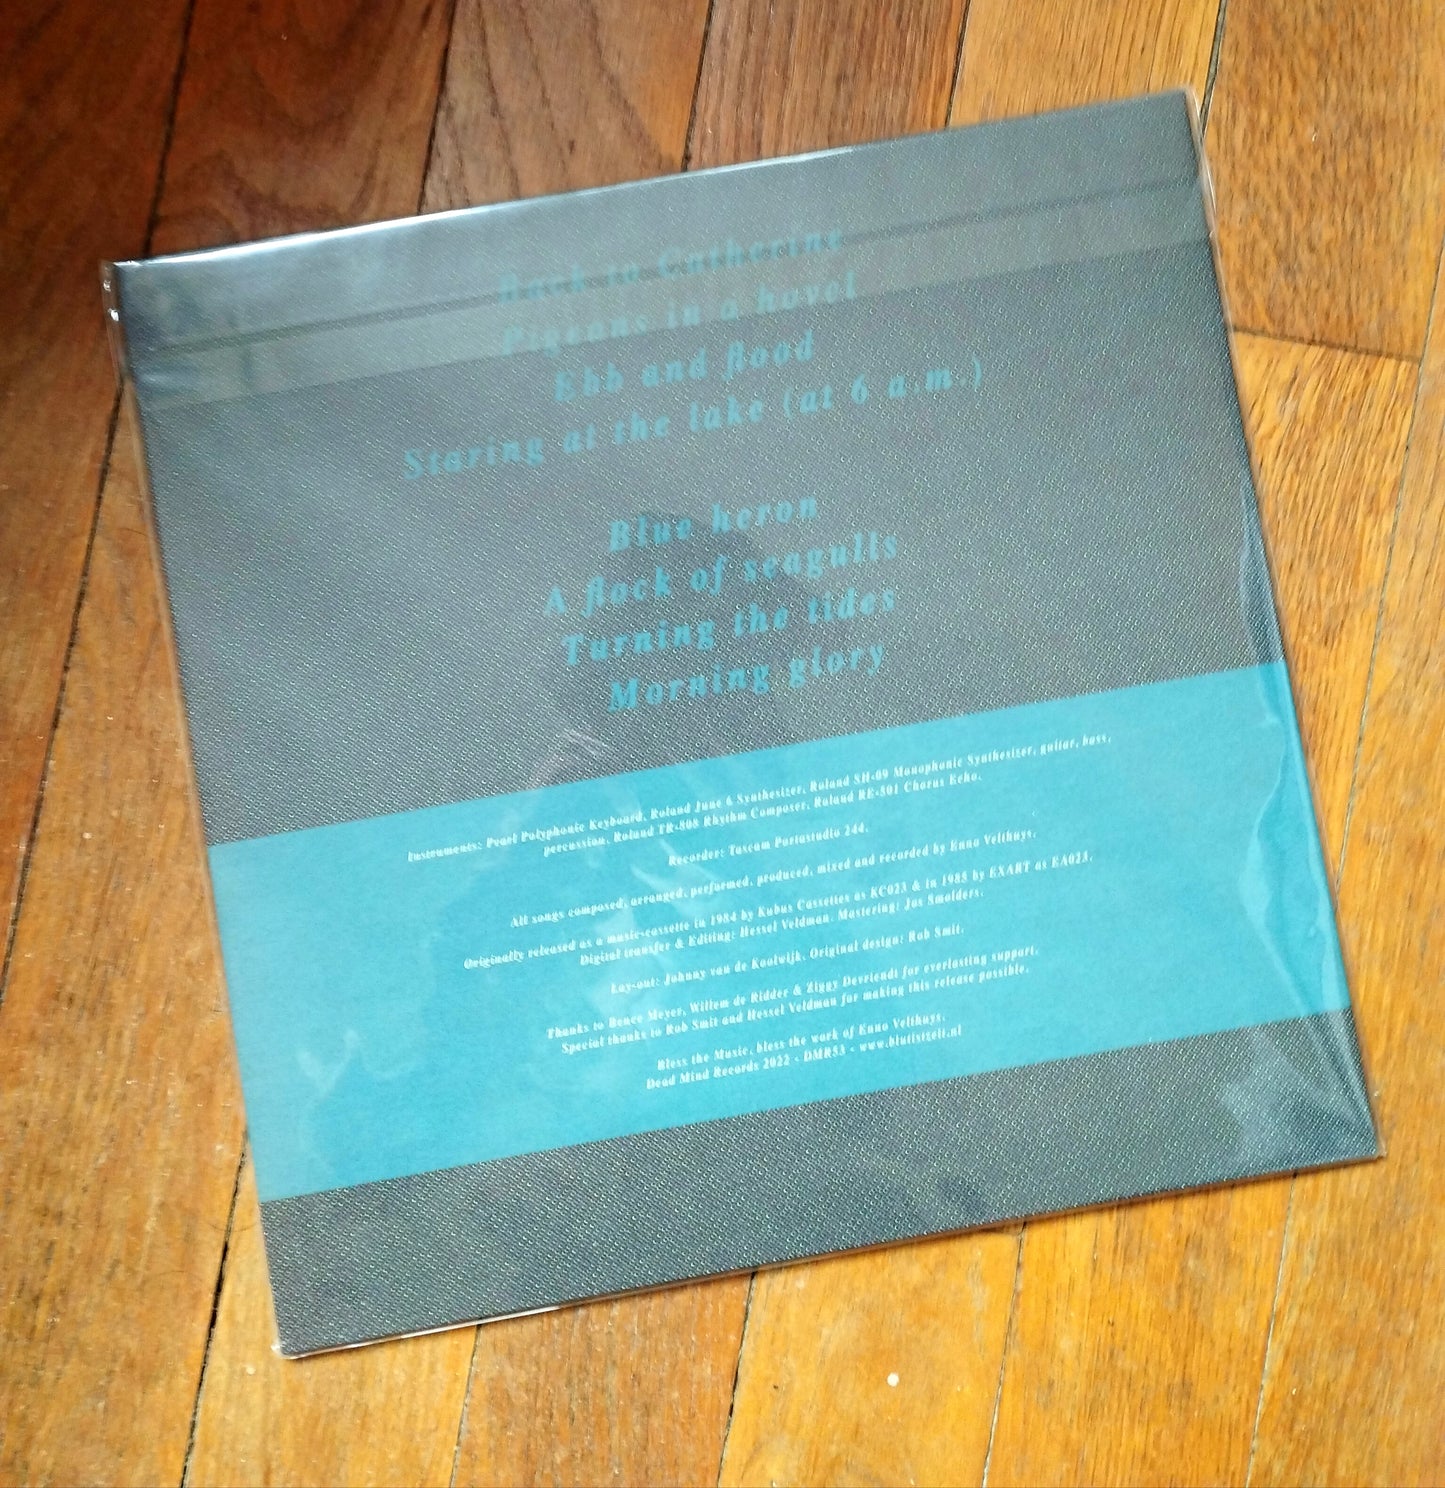 Back to Catherine
Pigeons in a hovel
Ebb and flood
Staring at the lake (at 6 a.m.)
Blue heron
A flock of seagulls
Turning the tides
Morning glory
Instruments: Pearl Polyphonic Keyboard, Roland Juno 6 Synthesizer, Roland SH-09 Monophonic Synthesizer, guitar, bass,
percussion, Roland TR-808 Rhythm Composer, Roland RE-501 Chorus Echo.
Recorder: Tascam Portastudio 244.
All songs composed, arranged, performed, produced, mixed and recorded by Enno Velthuys.
Originally released as a music-cassette in 1984 by Kubus Cassettes as KC023 & in 1985 by EXART as EA023.
Digital transfer & Editing: Hessel Veldman. Mastering: Jos Smolders.
Lay-out: Johnny van de Koolwijk. Original design: Rob Smit.
Thanks to Bence Meyer, Willem de Ridder & Ziggy Devriendt for everlasting support.
Special thanks to Rob Smit and Hessel Veldman for making this release possible.
Bless the Music, bless the work of Enno Velthuys.
Dead Mind Records 2022 - DMR53 - www.blutistzeit.nl